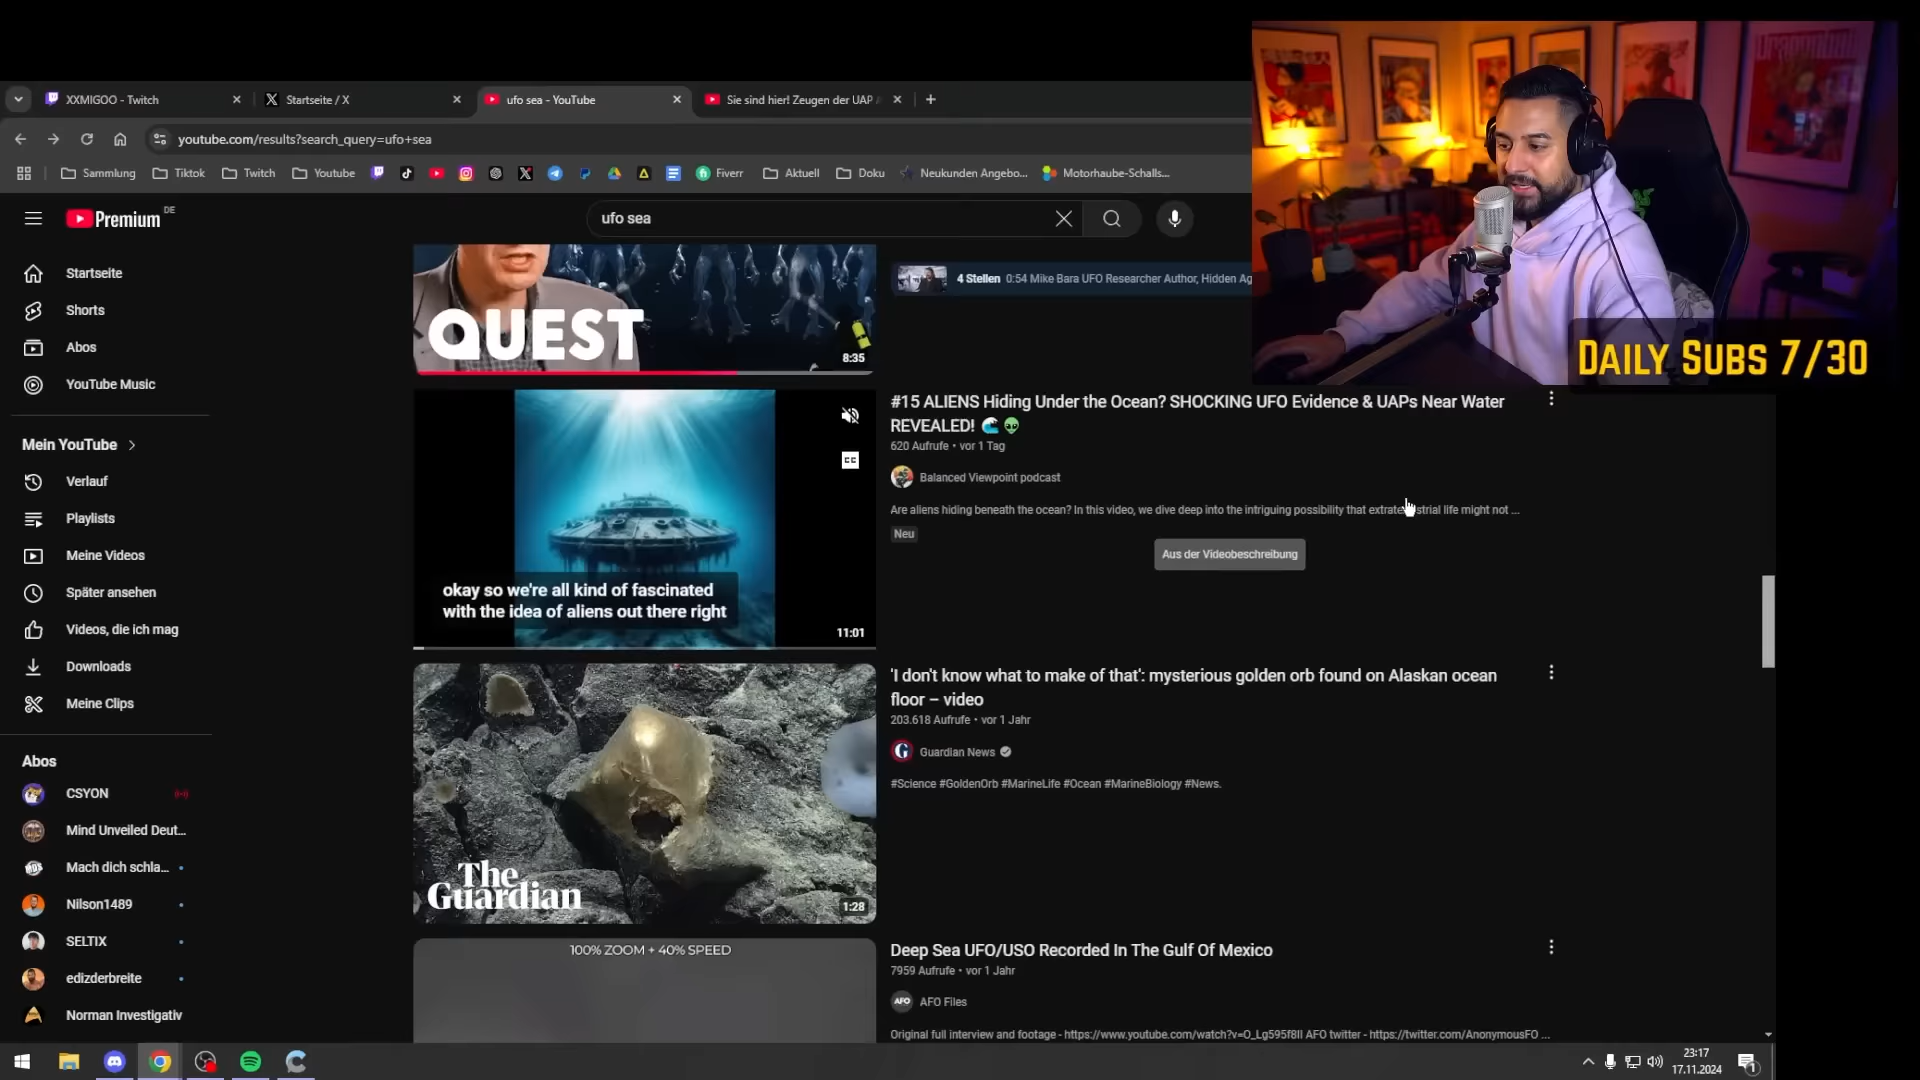 XXMIGOO - Twitch
Startseite / X
ufo sea - YouTube
Sie sind hier! Zeugen der UAP
youtube.com/results?search_query=ufo+sea
Sammlung
Tiktok
Twitch
Youtube
Fiverr
Aktuell
Doku
Neukunden Angebo...
Motorhaube-Schalls...
Premium
DE
ufo sea
Startseite
Shorts
Abos
YouTube Music
Mein YouTube
Verlauf
Playlists
Meine Videos
Später ansehen
Videos, die ich mag
Downloads
Meine Clips
Abos
CSYON
Mind Unveiled Deut...
Mach dich schla...
Nilson1489
SELTIX
edizderbreite
Norman Investigativ
QUEST
8:35
4 Stellen 0:54 Mike Bara UFO Researcher Author, Hidden Ag
DAILY SUBS 7/30
CC
okay so we're all kind of fascinated
with the idea of aliens out there right
11:01
#15 ALIENS Hiding Under the Ocean? SHOCKING UFO Evidence & UAPs Near Water
REVEALED! 🌊👽
620 Aufrufe • vor 1 Tag
Balanced Viewpoint podcast
Are aliens hiding beneath the ocean? In this video, we dive deep into the intriguing possibility that extraterrestrial life might not ...
Neu
Aus der Videobeschreibung
The
Guardian
1:28
'I don't know what to make of that': mysterious golden orb found on Alaskan ocean
floor – video
203.618 Aufrufe • vor 1 Jahr
G
Guardian News
#Science #GoldenOrb #MarineLife #Ocean #MarineBiology #News.
100% ZOOM + 40% SPEED
Deep Sea UFO/USO Recorded In The Gulf Of Mexico
7959 Aufrufe • vor 1 Jahr
AFO
AFO Files
Original full interview and footage - https://www.youtube.com/watch?v=O_Lg595f8lI AFO twitter - https://twitter.com/AnonymousFO ...
23:17
17.11.2024
1